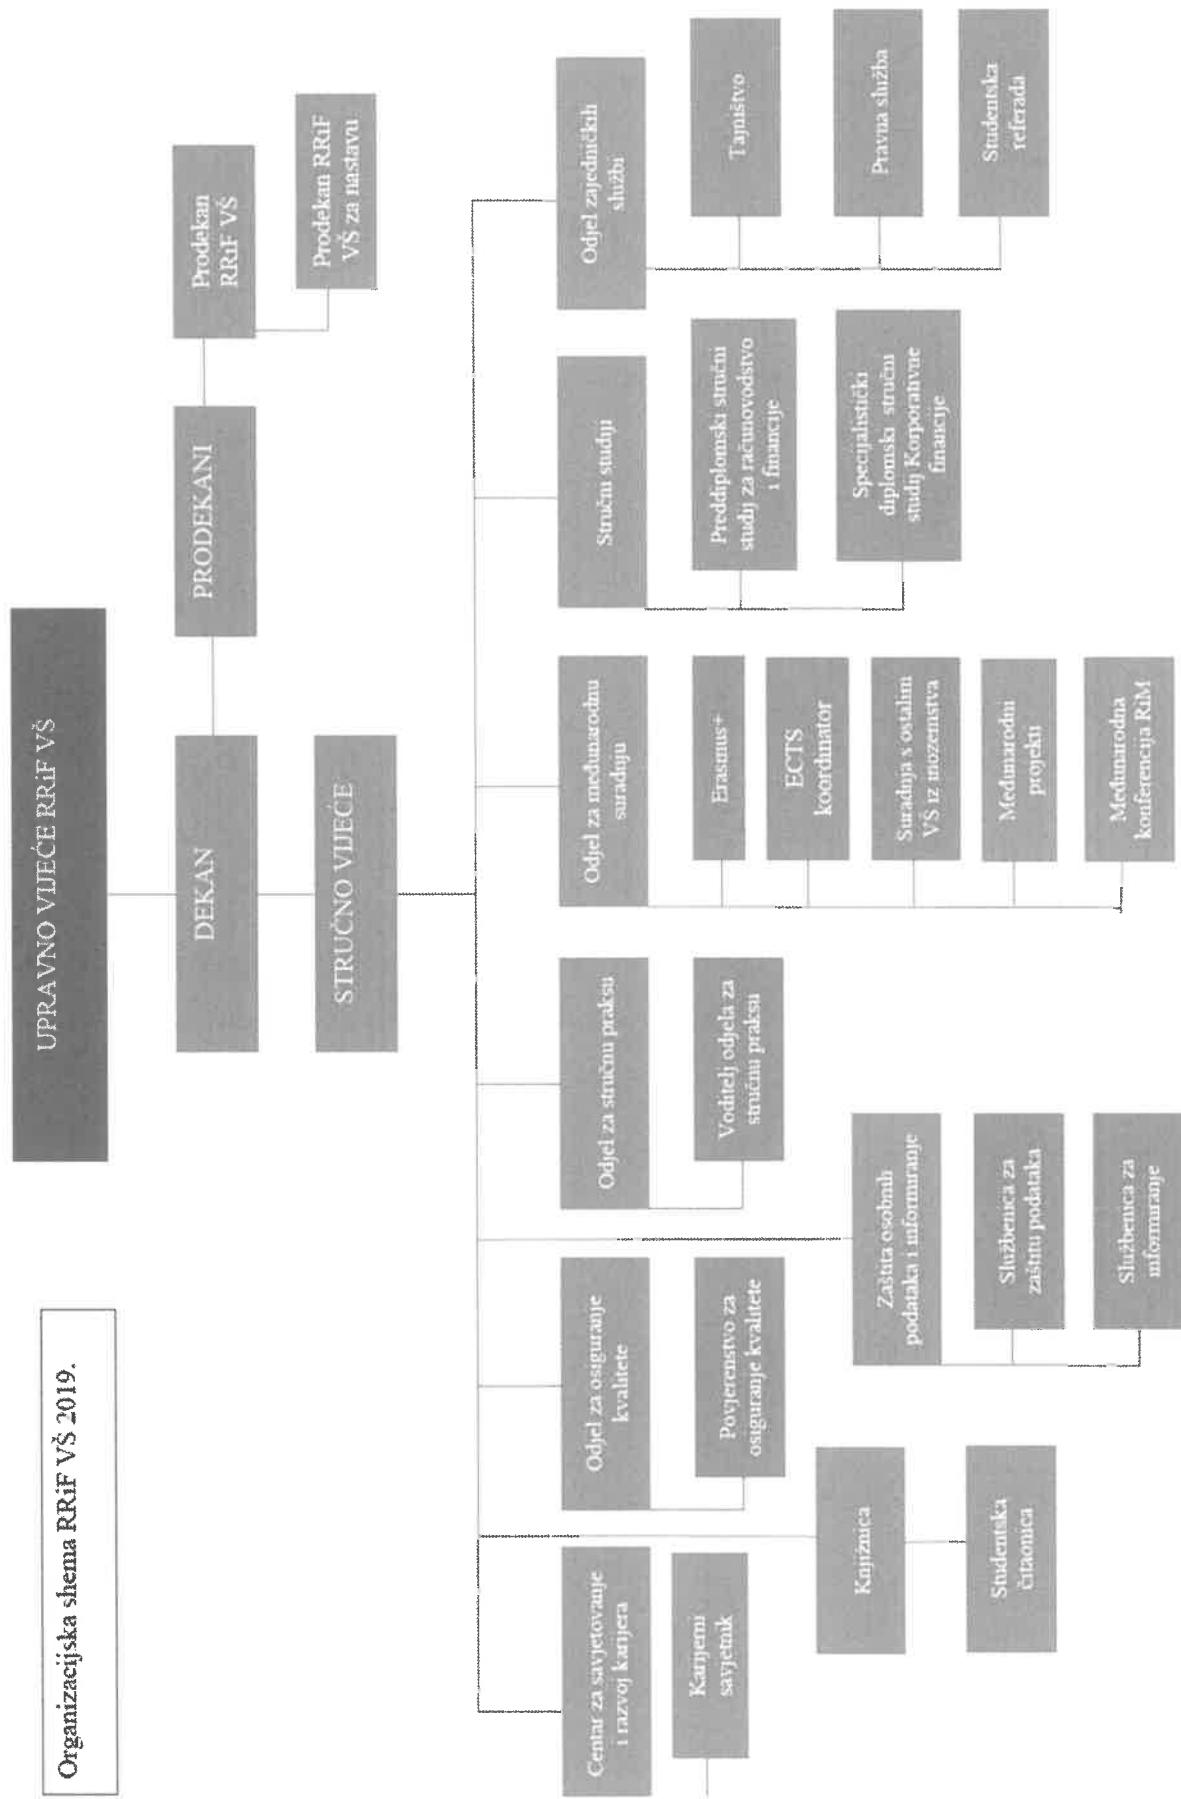 Organizacijska shema RRiF VŠ 2019.
UPRAVNO VIJEĆE RRiF VŠ
DEKAN
PRODEKANI
Prodekan
RRiF VŠ
Prodekan RRiF
VŠ za nastavu
STRUČNO VIJEĆE
Centar za savjetovanje
i razvoj karijera
Karijerni
savjetnik
Knjižnica
Studentska
čitaonica
Odjel za osiguranje
kvalitete
Povjerenstvo za
osiguranje kvalitete
Zaštita osobnih
podataka i informiranje
Službenica za
zaštitu podataka
Službenica za
informiranje
Odjel za stručnu praksu
Voditelj odjela za
stručnu praksu
Odjel za međunarodnu
suradnju
Erasmus+
ECTS
koordinator
Suradnja s ostalim
VŠ iz inozemstva
Međunarodni
projekti
Međunarodna
konferencija RiM
Stručni studiji
Preddiplomski stručni
studij za računovodstvo
i financije
Specijalistički
diplomski stručni
studij Korporativne
financije
Odjel zajedničkih
službi
Tajništvo
Pravna služba
Studentska
referada